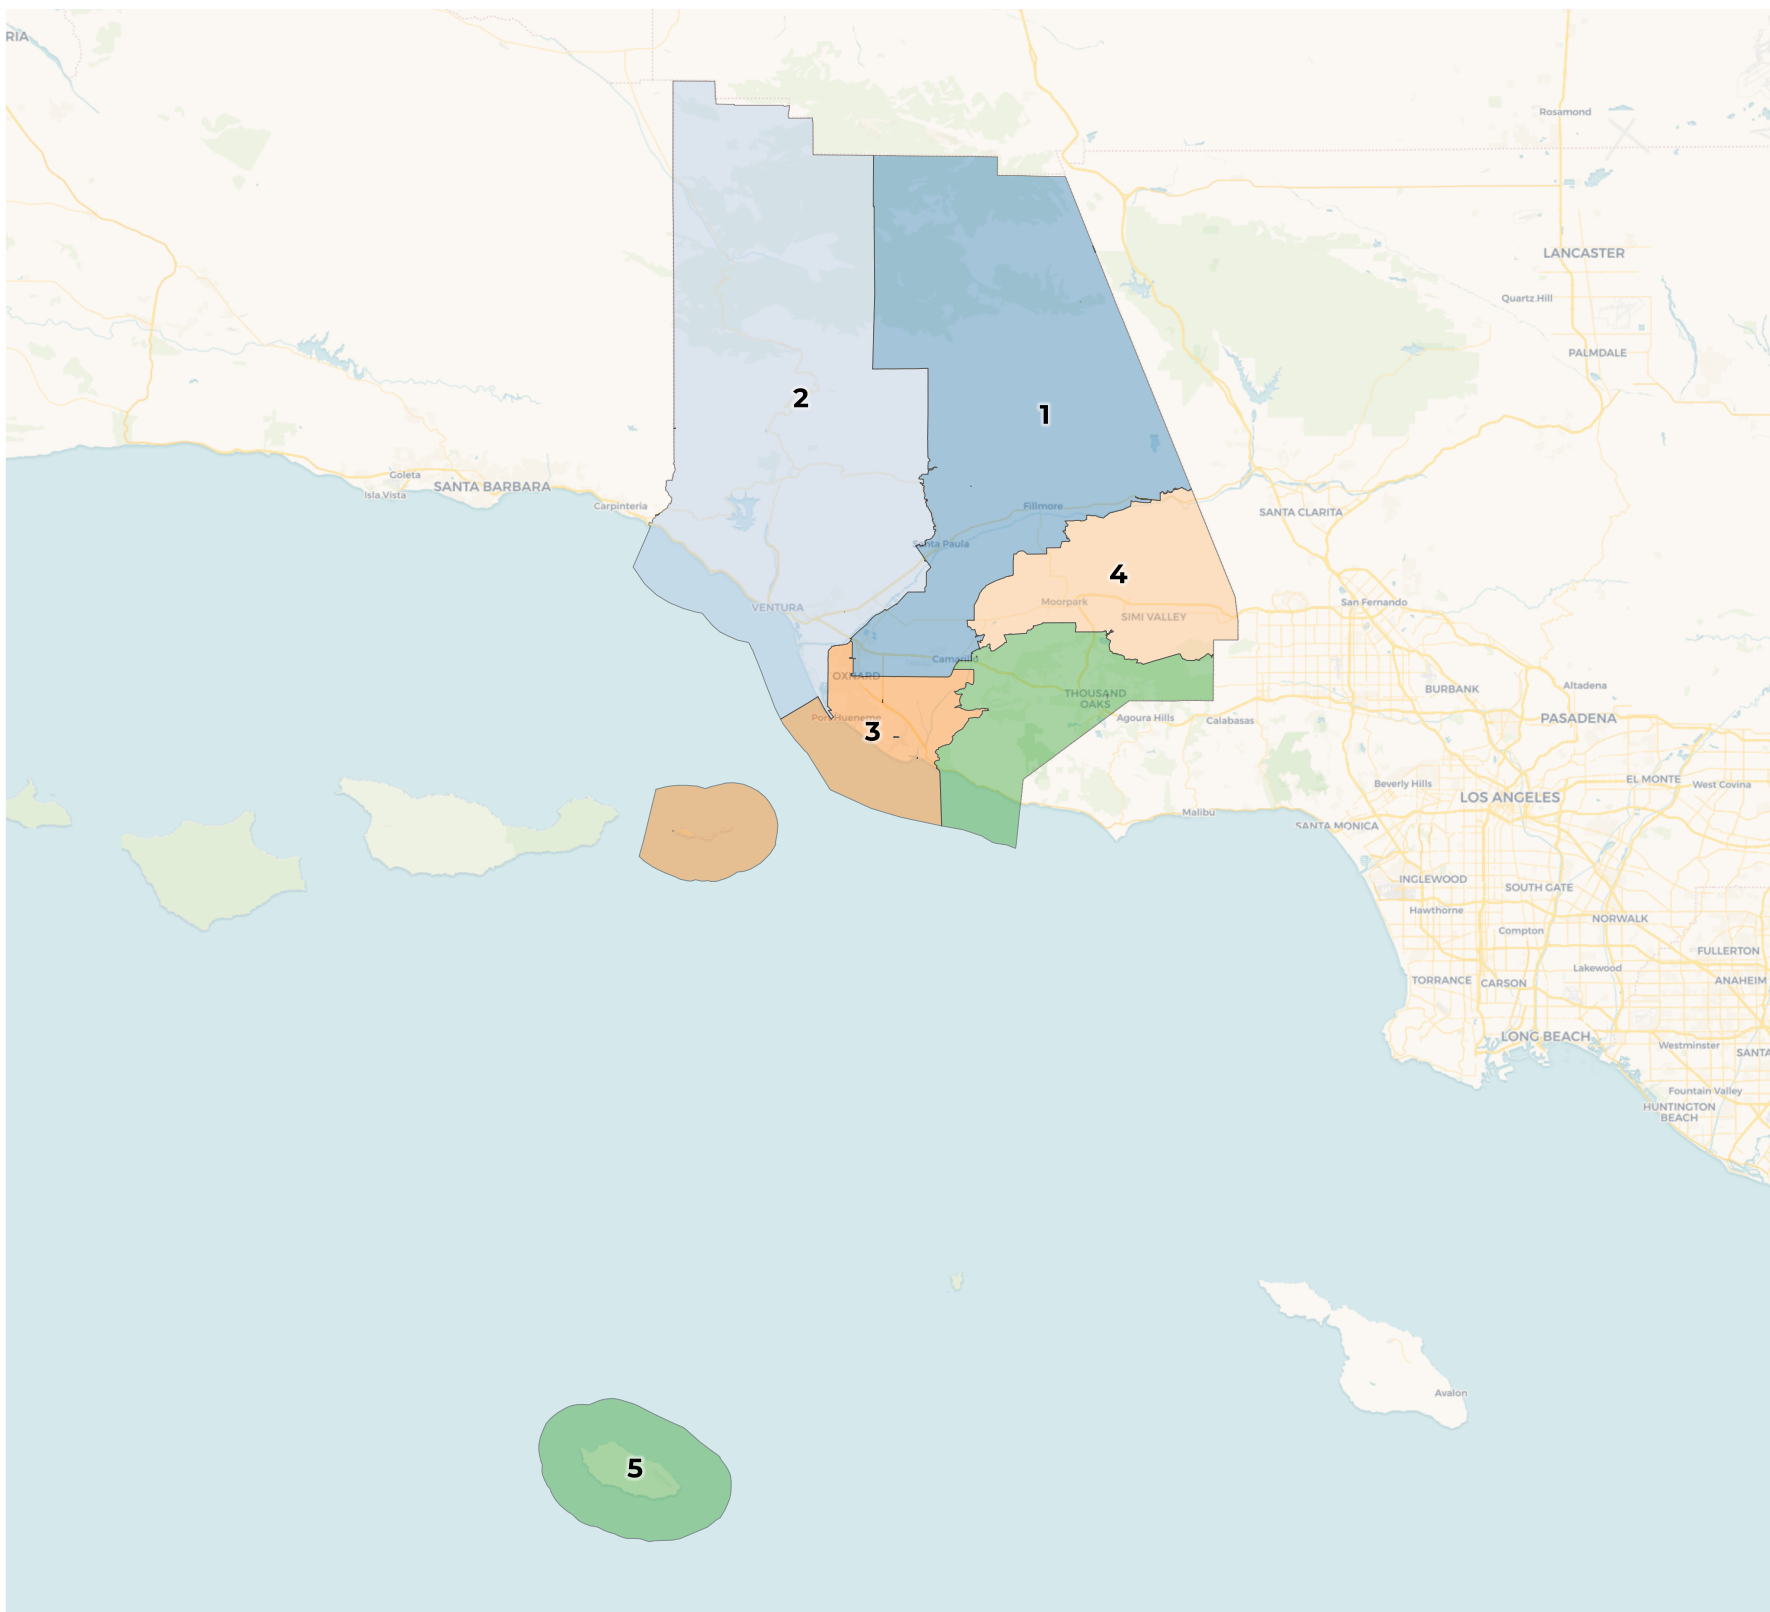 RIA
Rosamond
LANCASTER
Quartz Hill
PALMDALE
2
1
Goleta
SANTA BARBARA
Isla Vista
Carpinteria
Fillmore
SANTA CLARITA
Santa Paula
4
Moorpark
SIMI VALLEY
San Fernando
VENTURA
Camarillo
OXNARD
THOUSAND
OAKS
BURBANK
Altadena
Port Hueneme
Agoura Hills
Calabasas
PASADENA
3
Beverly Hills
EL MONTE
West Covina
LOS ANGELES
Malibu
SANTA MONICA
INGLEWOOD
SOUTH GATE
Hawthorne
NORWALK
Compton
FULLERTON
Lakewood
TORRANCE
CARSON
ANAHEIM
LONG BEACH
Westminster
SANTA
Fountain Valley
HUNTINGTON
BEACH
Avalon
5